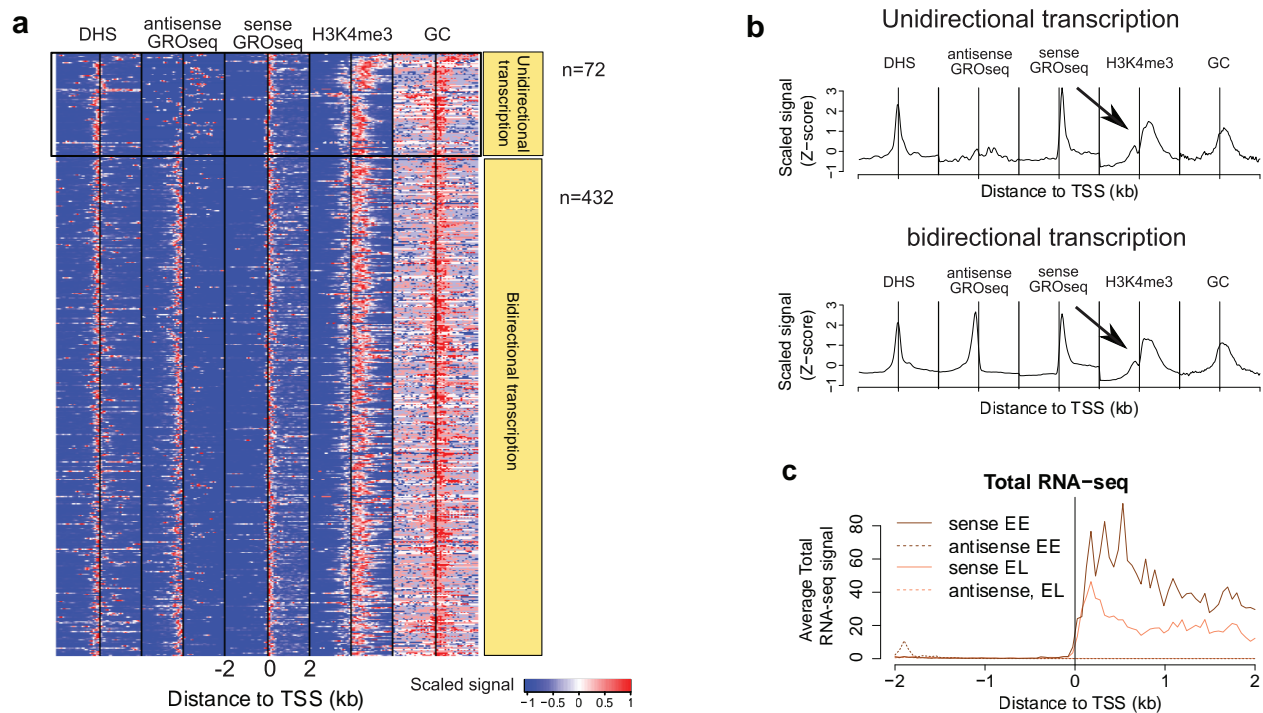 a
DHS
antisense
GROseq
sense
GROseq
H3K4me3
GC
Unidirectional
transcription
n=72
Bidirectional transcription
n=432
-2 0 2
Distance to TSS (kb)
Scaled signal
−1 −0.5 0 0.5 1
b
Unidirectional transcription
DHS
antisense
GROseq
sense
GROseq
H3K4me3
GC
Scaled signal
(Z−score)
3
2
1
0
−1
Distance to TSS (kb)
bidirectional transcription
DHS
antisense
GROseq
sense
GROseq
H3K4me3
GC
Scaled signal
(Z−score)
3
2
1
0
−1
Distance to TSS (kb)
c
Total RNA−seq
Average Total
RNA−seq signal
80
60
40
20
0
sense EE
antisense EE
sense EL
antisense, EL
−2 −1 0 1 2
Distance to TSS (kb)